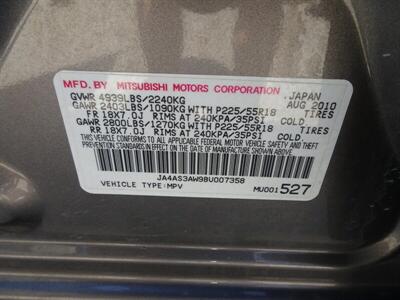 MFD. BY MITSUBISHI MOTORS CORPORATION JAPAN
GVWR 4939LBS/2240KG AUG 2010
GAWR 2403LBS/1090KG WITH P225/55R18 TIRES
FR 18X7.0J RIMS AT 240KPA/35PSI COLD
GAWR 2800LBS/1270KG WITH P225/55R18 TIRES
RR 18X7.0J RIMS AT 240KPA/35PSI COLD
THIS VEHICLE CONFORMS TO ALL APPLICABLE
FEDERAL MOTOR VEHICLE SAFETY, BUMPER AND
THEFT PREVENTION STANDARDS IN EFFECT ON THE
DATE OF MANUFACTURE SHOWN ABOVE.
JA4AS3AW9BU007358
VEHICLE TYPE:MPV MU001527